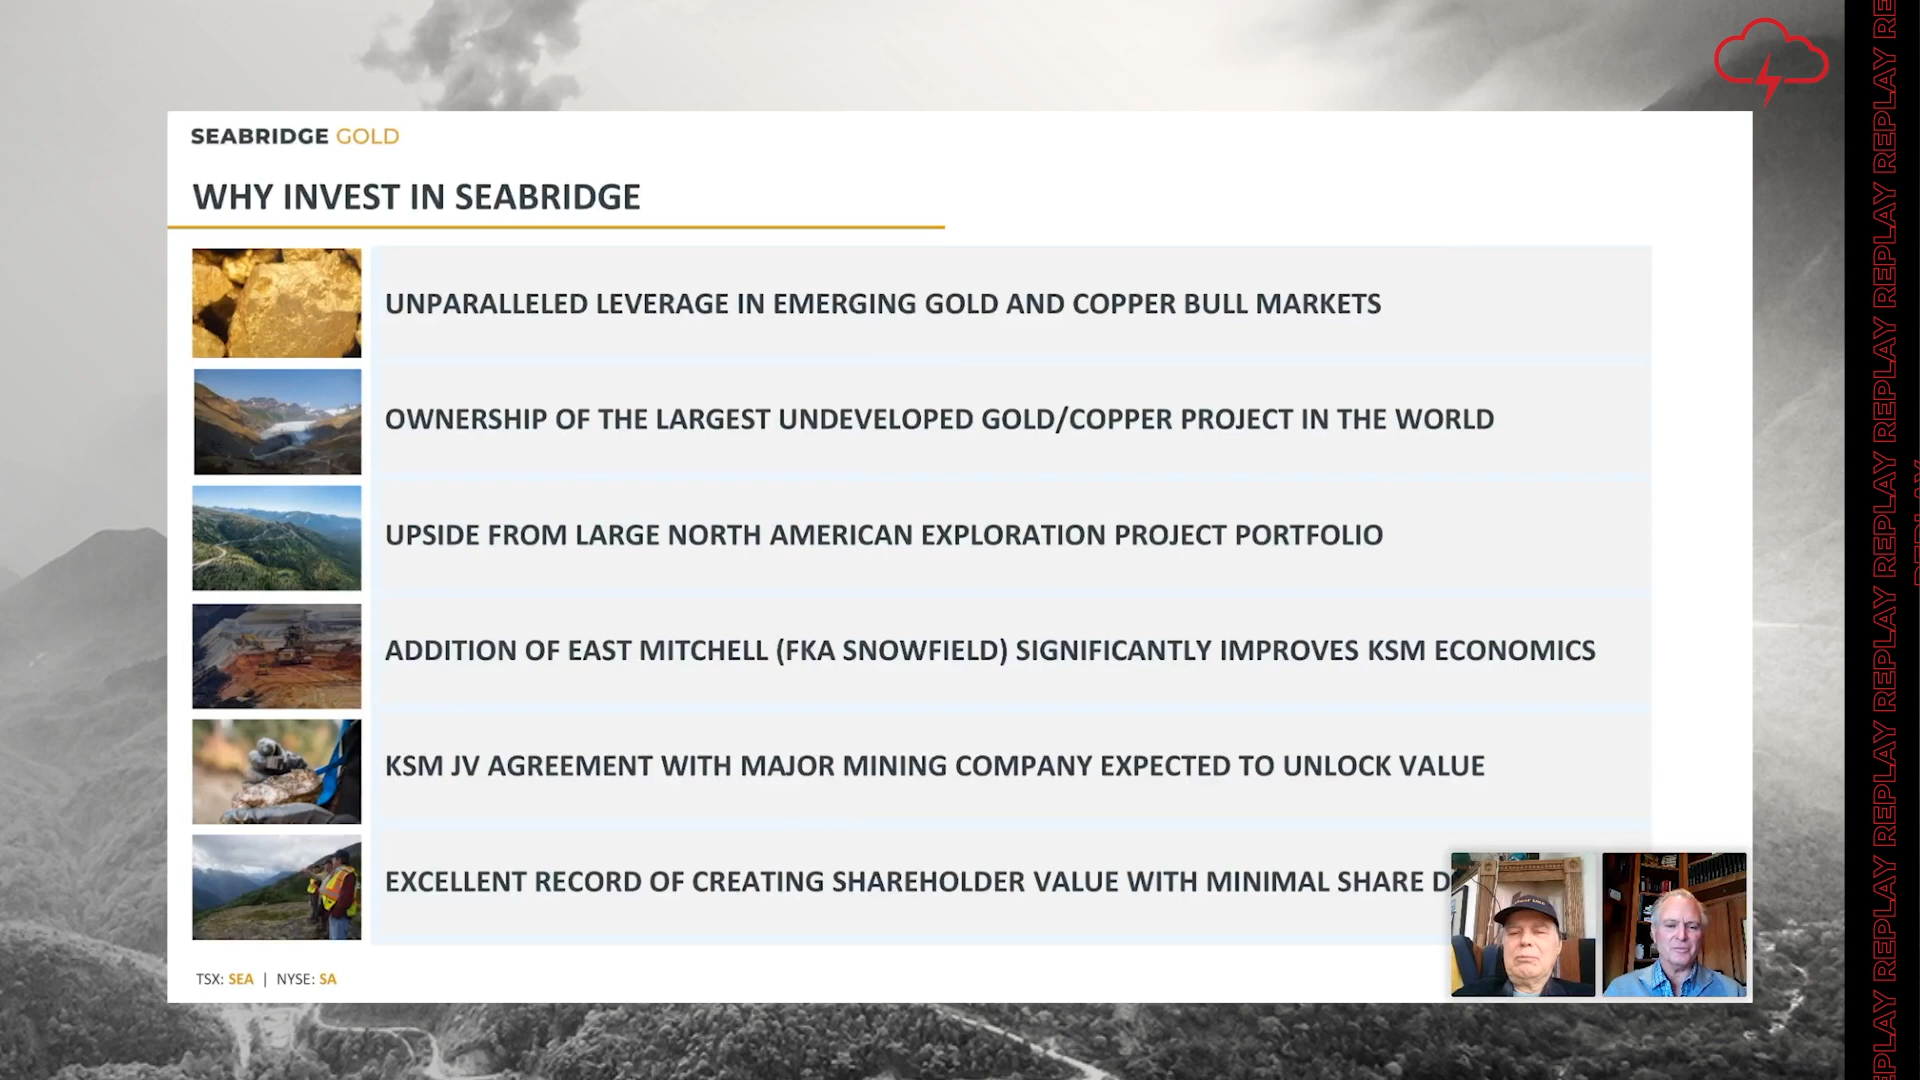 SEABRIDGE GOLD
WHY INVEST IN SEABRIDGE
UNPARALLELED LEVERAGE IN EMERGING GOLD AND COPPER BULL MARKETS
OWNERSHIP OF THE LARGEST UNDEVELOPED GOLD/COPPER PROJECT IN THE WORLD
UPSIDE FROM LARGE NORTH AMERICAN EXPLORATION PROJECT PORTFOLIO
ADDITION OF EAST MITCHELL (FKA SNOWFIELD) SIGNIFICANTLY IMPROVES KSM ECONOMICS
KSM JV AGREEMENT WITH MAJOR MINING COMPANY EXPECTED TO UNLOCK VALUE
EXCELLENT RECORD OF CREATING SHAREHOLDER VALUE WITH MINIMAL SHARE D
TSX: SEA | NYSE: SA
PLAY REPLAY REPLAY REPLAY REPLAY REPLAY REPLAY REPLAY REPLAY REPLAY REPLAY REPLAY RE